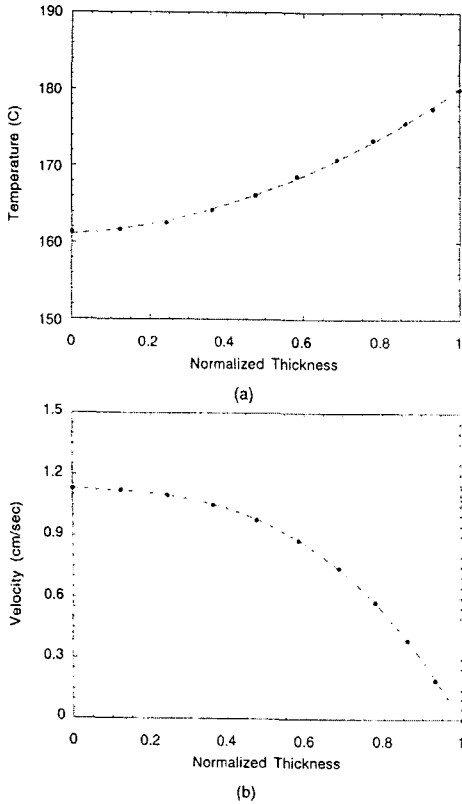 190
180
170
160
150
Temperature (C)
0 0.2 0.4 0.6 0.8 1
Normalized Thickness
(a)
1.5
1.2
0.9
0.6
0.3
0
Velocity (cm/sec)
0 0.2 0.4 0.6 0.8 1
Normalized Thickness
(b)